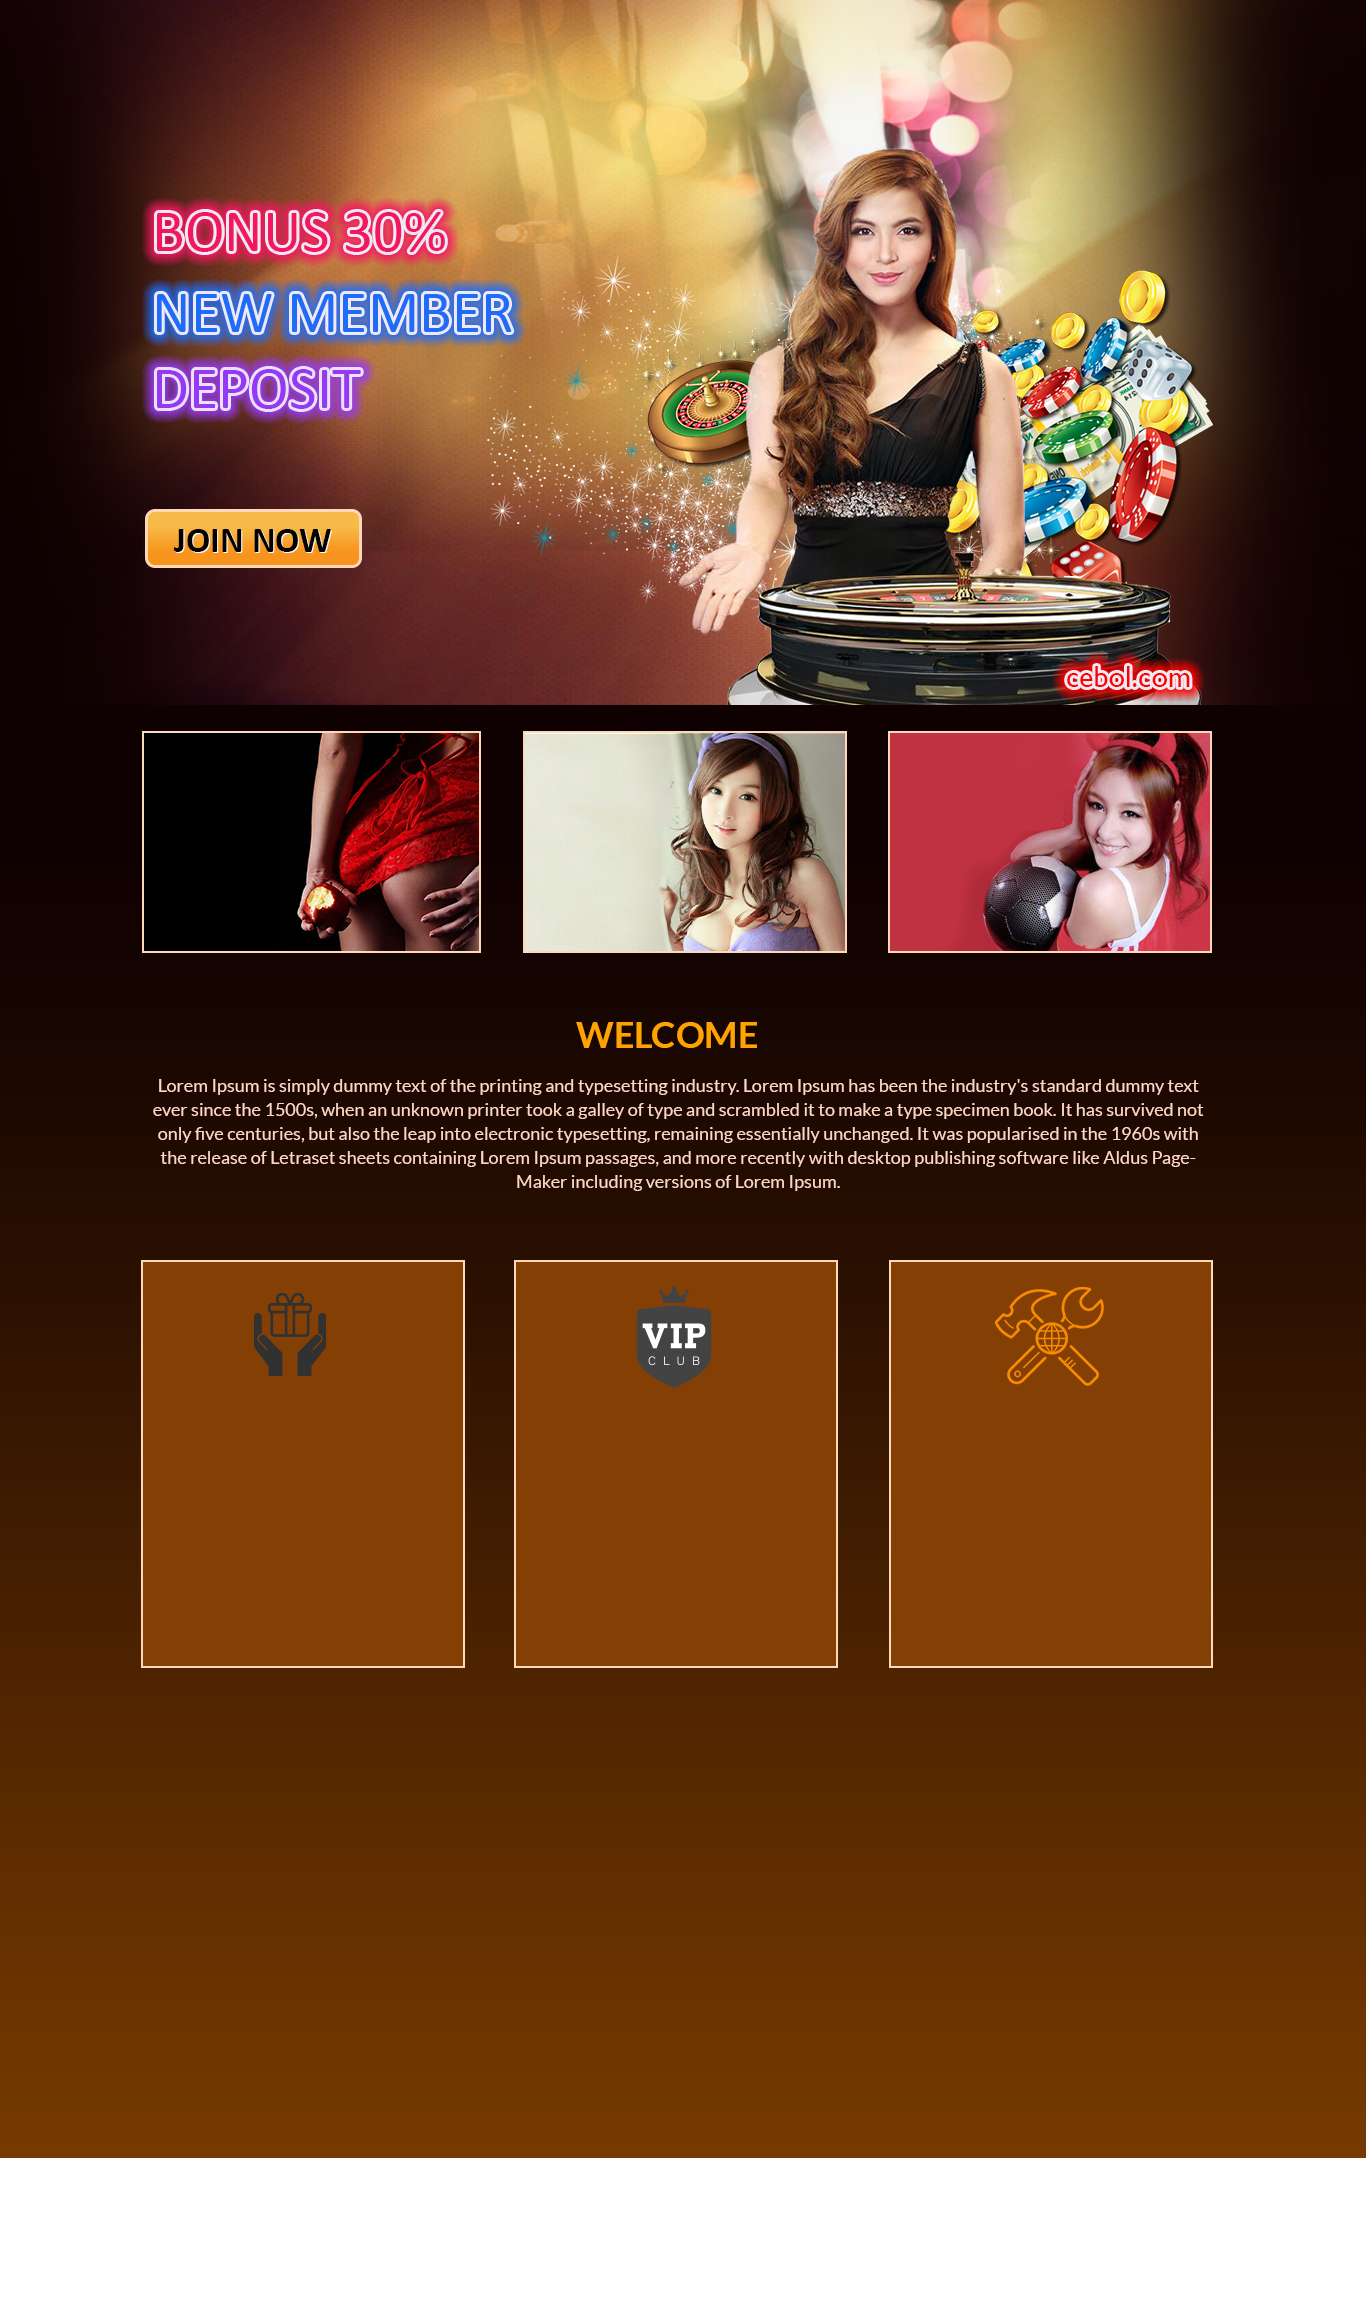 BONUS 30%
NEW MEMBER
DEPOSIT
JOIN NOW
cebol.com
WELCOME
Lorem Ipsum is simply dummy text of the printing and typesetting industry. Lorem Ipsum has been the industry's standard dummy text
ever since the 1500s, when an unknown printer took a galley of type and scrambled it to make a type specimen book. It has survived not
only five centuries, but also the leap into electronic typesetting, remaining essentially unchanged. It was popularised in the 1960s with
the release of Letraset sheets containing Lorem Ipsum passages, and more recently with desktop publishing software like Aldus Page-
Maker including versions of Lorem Ipsum.
VIP
CLUB